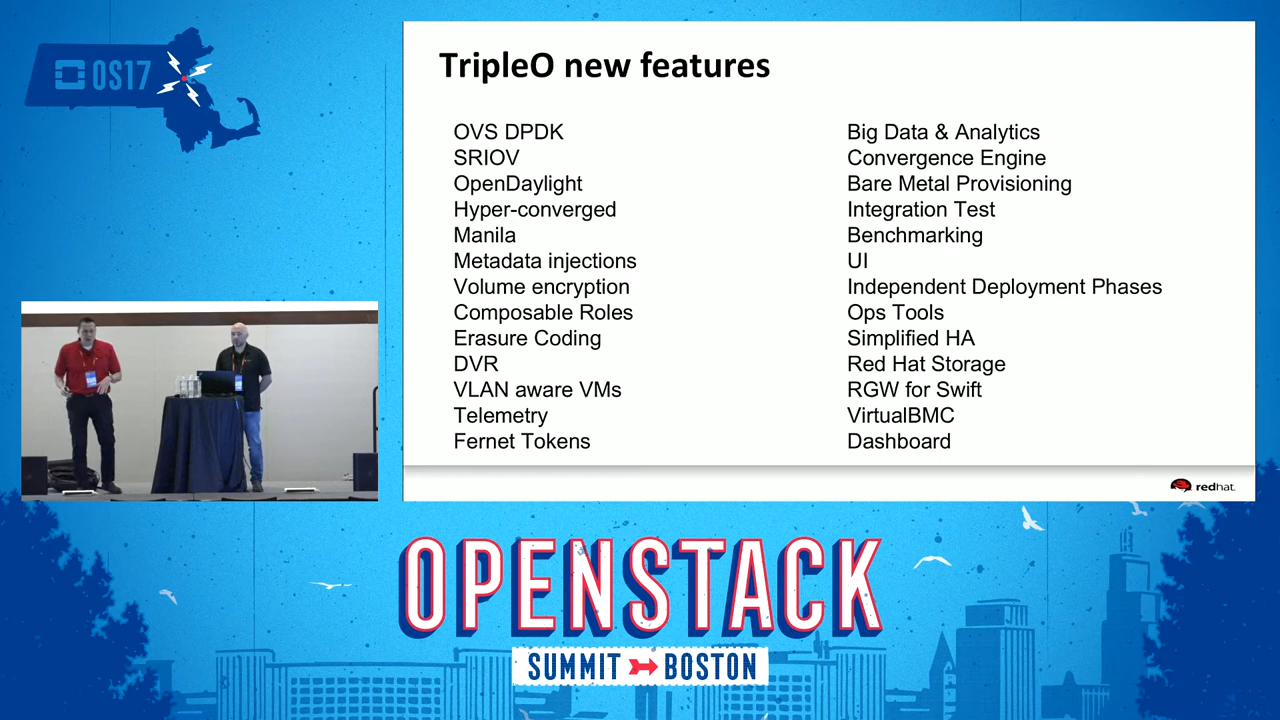 OS17
TripleO new features
OVS DPDK
SRIOV
OpenDaylight
Hyper-converged
Manila
Metadata injections
Volume encryption
Composable Roles
Erasure Coding
DVR
VLAN aware VMs
Telemetry
Fernet Tokens
Big Data & Analytics
Convergence Engine
Bare Metal Provisioning
Integration Test
Benchmarking
UI
Independent Deployment Phases
Ops Tools
Simplified HA
Red Hat Storage
RGW for Swift
VirtualBMC
Dashboard
redhat.
OPENSTACK
SUMMIT BOSTON